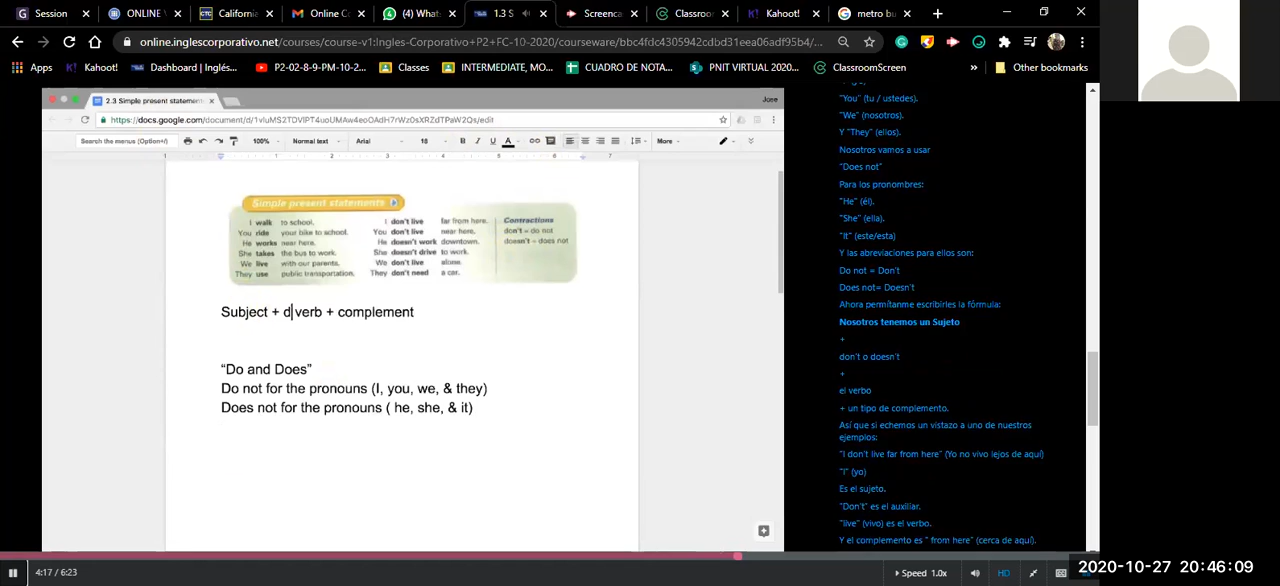 Session
ONLINE V
California
Online Co
(4) What
1.3 S
Screenca
Classroo
Kahoot!
metro bu
online.inglescorporativo.net/courses/course-v1:Ingles-Corporativo+P2+FC-10-2020/courseware/bbc4fdc4305942cdbd31eea06adf95b4/...
Apps
Kahoot!
Dashboard | Inglés...
P2-02-8-9-PM-10-2...
Classes
INTERMEDIATE, MO...
CUADRO DE NOTA...
PNIT VIRTUAL 2020...
ClassroomScreen
»
Other bookmarks
2.3 Simple present statement
Joee
Search the menus (Option+/)
100%
Normal text
Arial
18
More
Simple present statements
I walk to school.
You ride your bike to school.
He works near here.
She takes the bus to work.
We live with our parents.
They use public transportation.
I don't live far from here.
You don't live near here.
He doesn't work downtown.
She doesn't drive to work.
We don't live alone.
They don't need a car.
Contractions
don't = do not
doesn't = does not
Subject + d verb + complement
“Do and Does”
Do not for the pronouns (I, you, we, & they)
Does not for the pronouns ( he, she, & it)
"You" (tu / ustedes).
"We" (nosotros).
Y "They" (ellos).
Nosotros vamos a usar
"Does not"
Para los pronombres:
"He" (él).
"She" (ella).
"It" (este/esta)
Y las abreviaciones para ellos son:
Do not = Don't
Does not= Doesn't
Ahora permítanme escribirles la fórmula:
Nosotros tenemos un Sujeto
+
don't o doesn't
+
el verbo
+ un tipo de complemento.
Así que si echemos un vistazo a uno de nuestros
ejemplos:
"I don't live far from here" (Yo no vivo lejos de aquí)
"I" (yo)
Es el sujeto.
"Don't" es el auxiliar.
"live" (vivo) es el verbo.
Y el complemento es " from here" (cerca de aquí).
4:17 / 6:23
Speed 1.0x
HD
2020-10-27 20:46:09